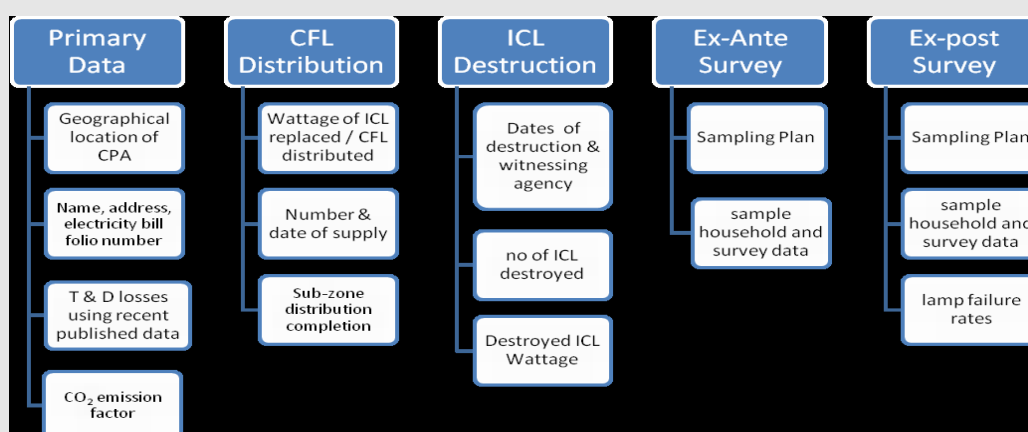 Primary
Data
Geographical
location of
CPA
Name, address,
electricity bill
folio number
T & D losses
using recent
published data
CO₂ emission
factor
CFL
Distribution
Wattage of ICL
replaced / CFL
distributed
Number &
date of supply
Sub-zone
distribution
completion
ICL
Destruction
Dates of
destruction &
witnessing
agency
no of ICL
destroyed
Destroyed ICL
Wattage
Ex-Ante
Survey
Sampling Plan
sample
household and
survey data
Ex-post
Survey
Sampling Plan
sample
household and
survey data
lamp failure
rates